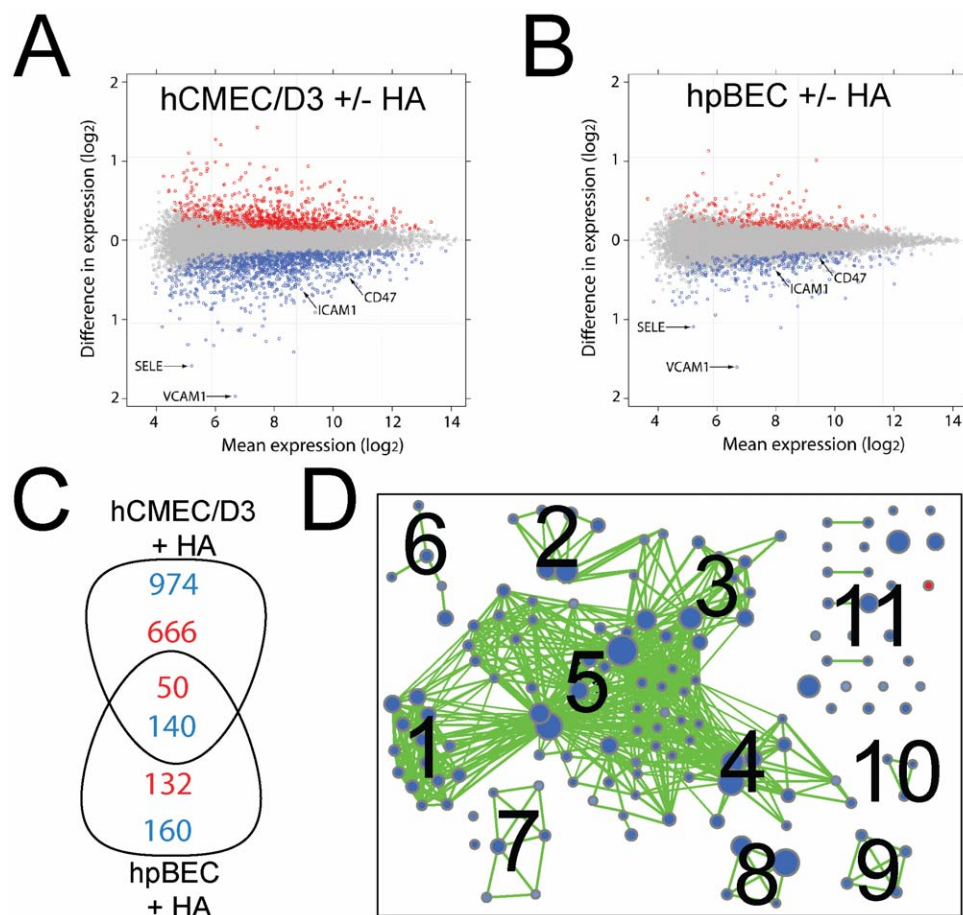 A
hCMEC/D3 +/- HA
Difference in expression (log2)
2
1
0
1
2
SELE
VCAM1
ICAM1
CD47
4
6
8
10
12
14
Mean expression (log2)
B
hpBEC +/- HA
Difference in expression (log2)
2
1
0
1
2
SELE
VCAM1
ICAM1
CD47
4
6
8
10
12
14
Mean expression (log2)
C
hCMEC/D3
+ HA
974
666
50
140
132
160
hpBEC
+ HA
D
6
2
3
11
5
1
4
10
7
8
9